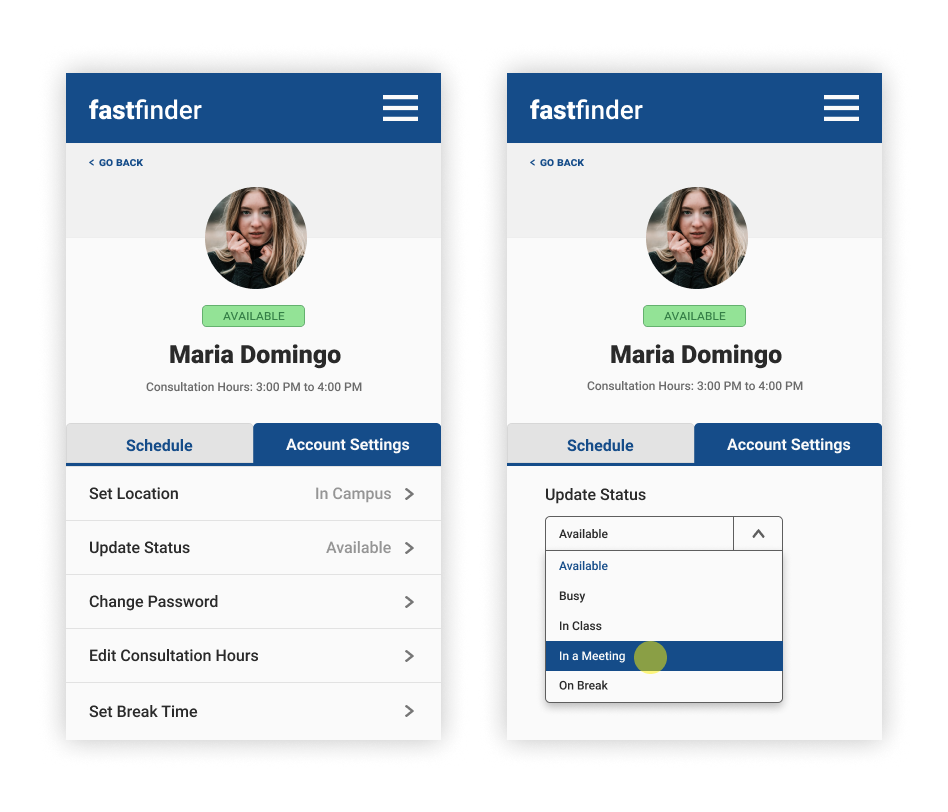 fastfinder
< GO BACK
AVAILABLE
Maria Domingo
Consultation Hours: 3:00 PM to 4:00 PM
Schedule
Account Settings
Set Location In Campus
Update Status Available
Change Password
Edit Consultation Hours
Set Break Time
fastfinder
< GO BACK
AVAILABLE
Maria Domingo
Consultation Hours: 3:00 PM to 4:00 PM
Schedule
Account Settings
Update Status
Available
Available
Busy
In Class
In a Meeting
On Break